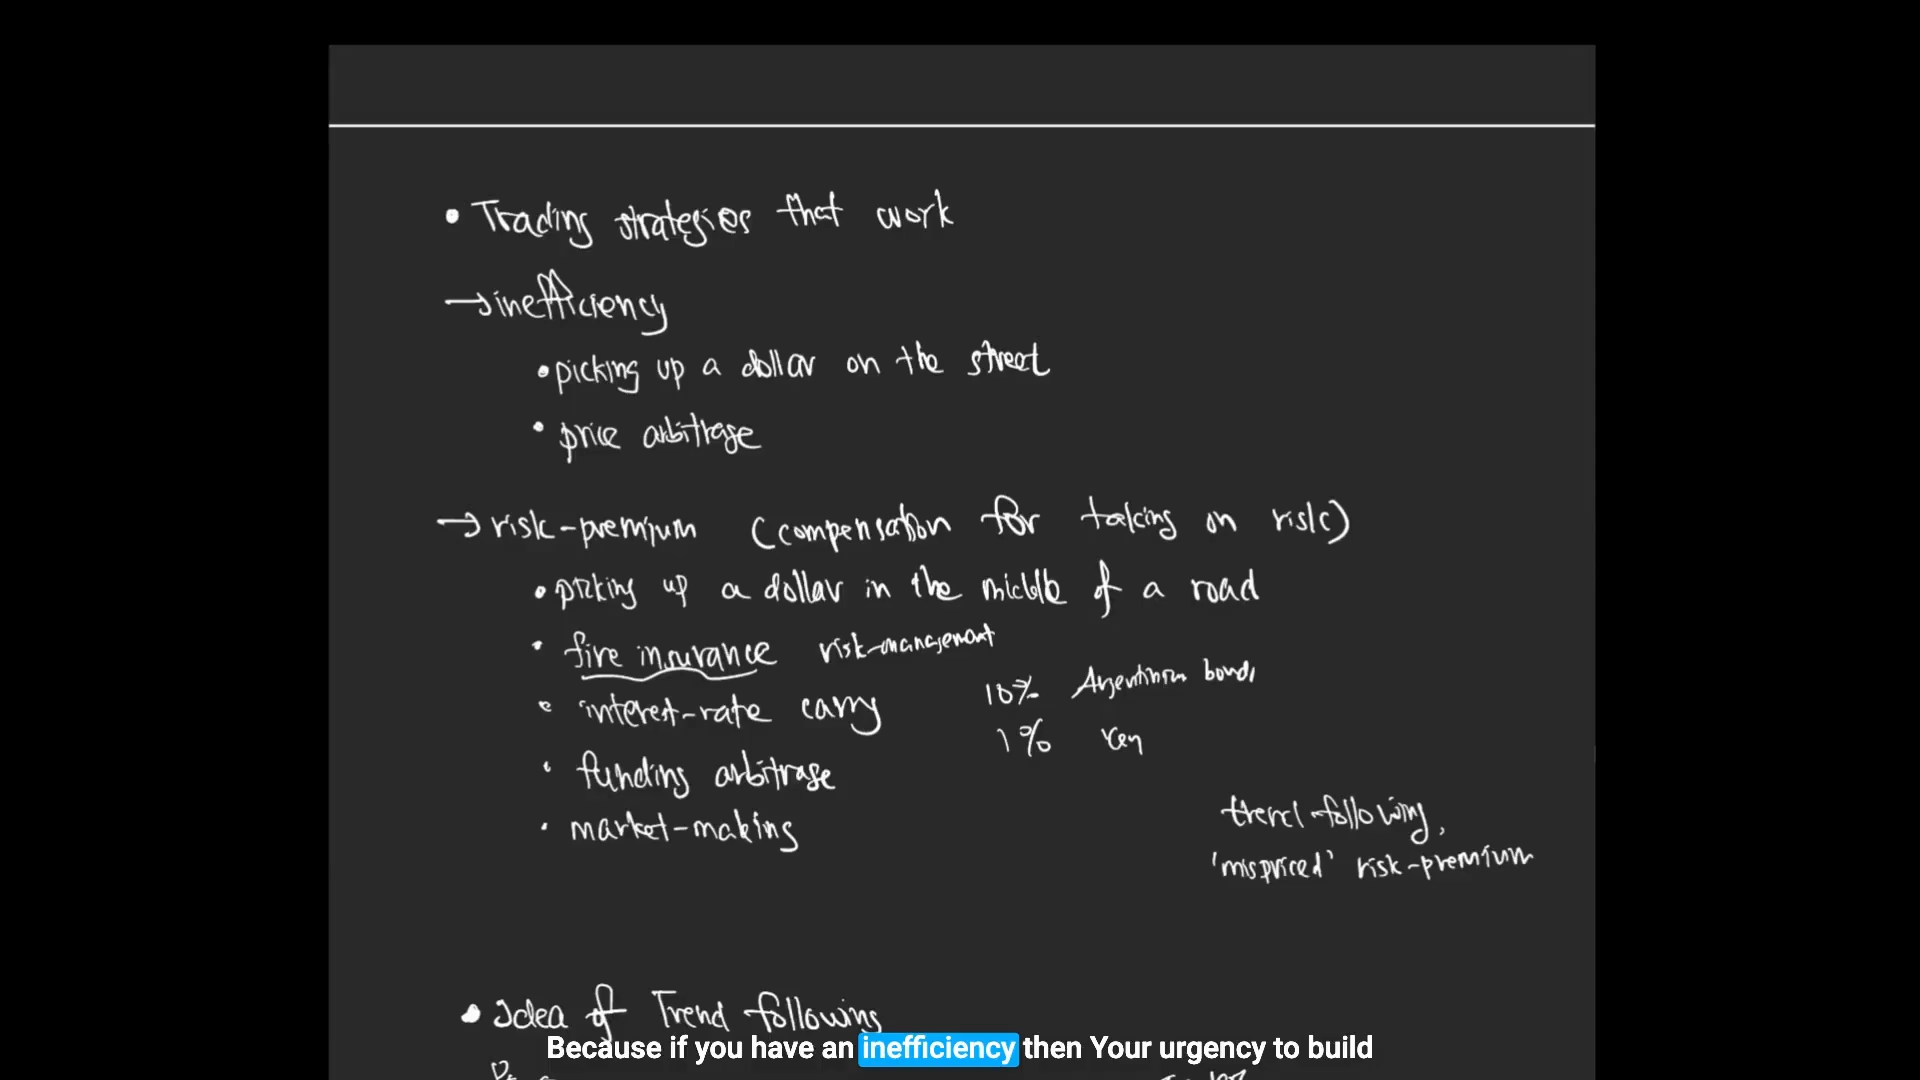 • Trading strategies that work
→ inefficiency
• picking up a dollar on the street
• price arbitrage
→ risk-premium (compensation for taking on risk)
• picking up a dollar in the middle of a road
• fire insurance risk-management
• interest-rate carry 10% Argentinian bonds
1% Yen
• funding arbitrage
• market-making
trend-following,
'mispriced' risk-premium
• Idea of Trend following
Because if you have an inefficiency then Your urgency to build